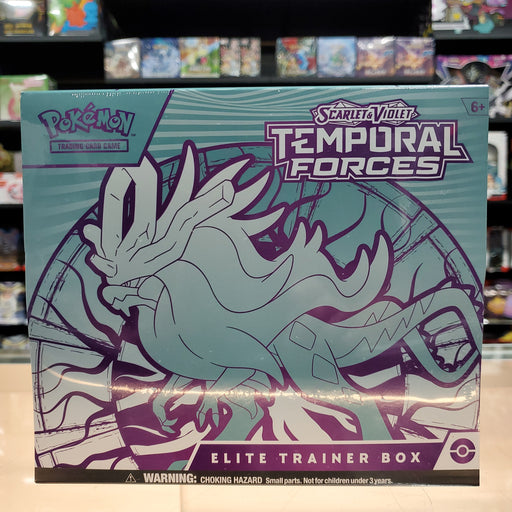 POKÉMON
TRADING CARD GAME
SCARLET & VIOLET
TEMPORAL
FORCES
6+
ELITE TRAINER BOX
WARNING: CHOKING HAZARD Small parts. Not for children under 3 years.